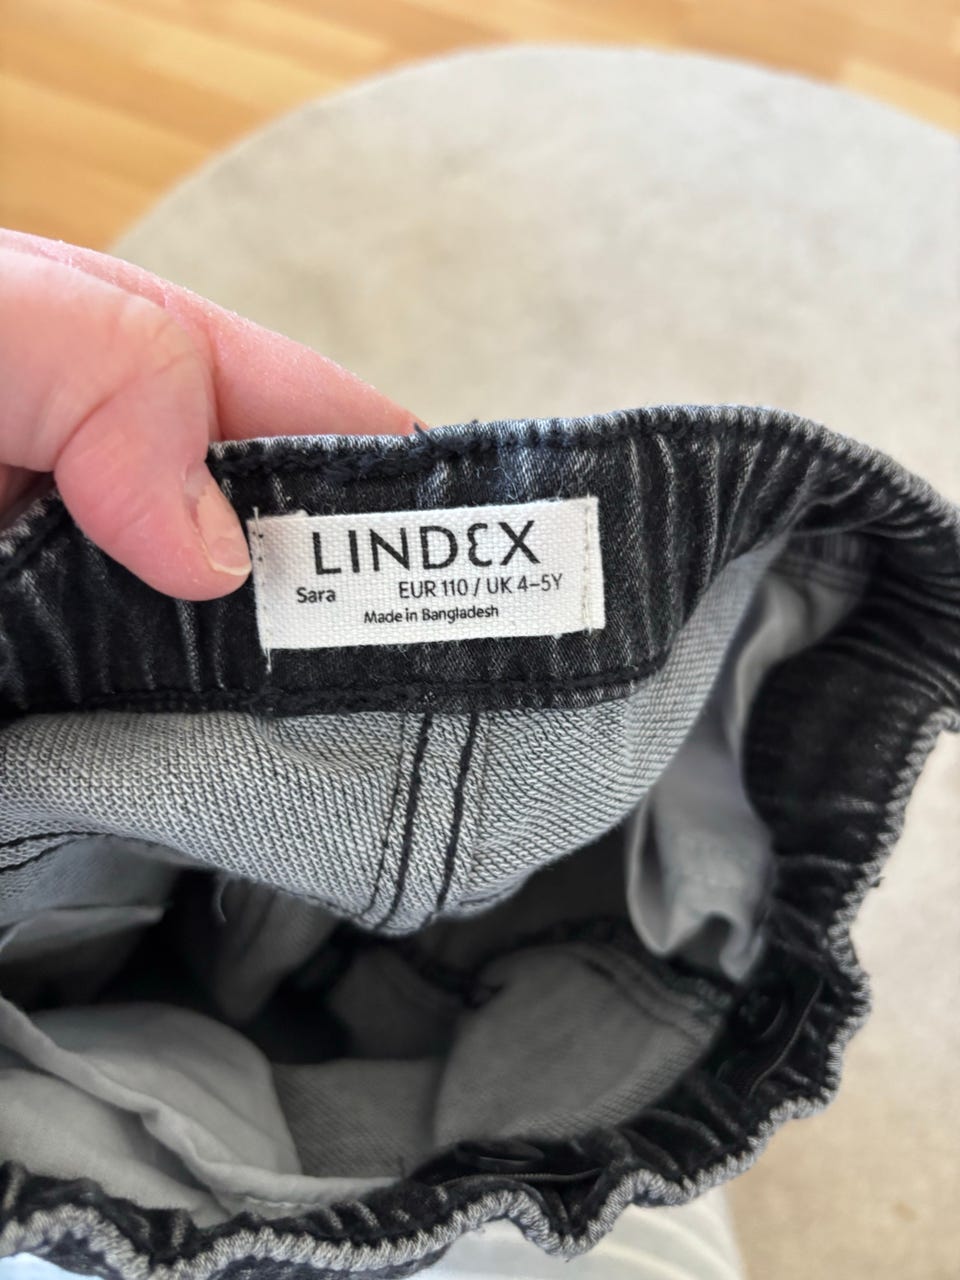 LINDEX
Sara EUR 110 / UK 4-5Y
Made in Bangladesh